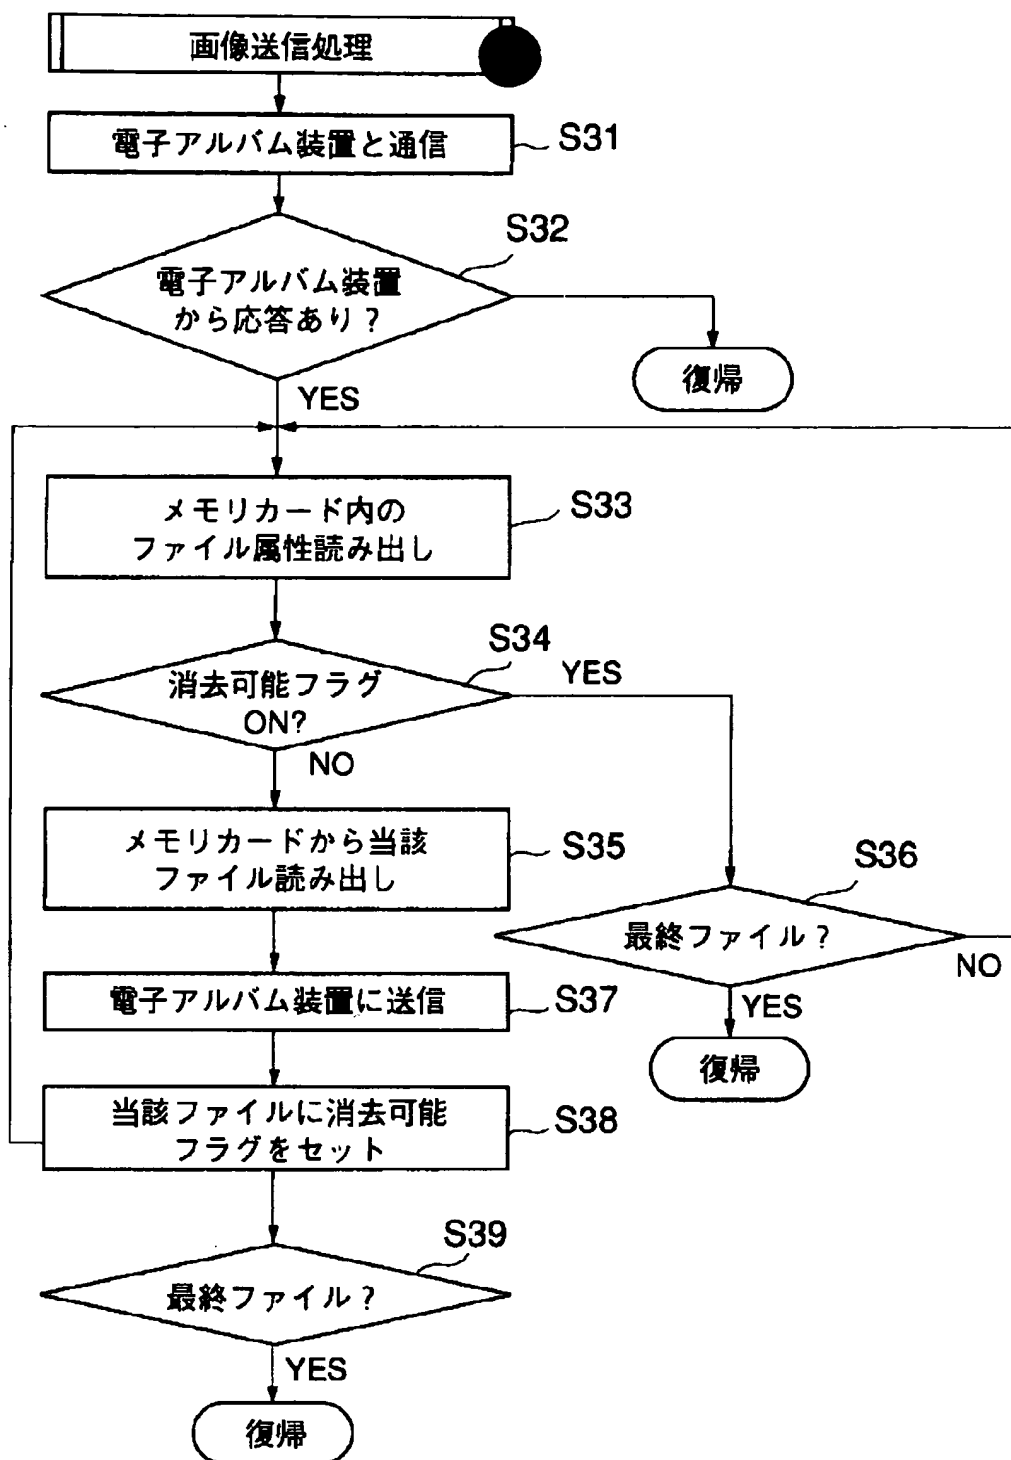 画像送信処理
電子アルバム装置と通信
S31
S32
電子アルバム装置
から応答あり？
復帰
YES
メモリカード内の
ファイル属性読み出し
S33
S34
消去可能フラグ
ON?
YES
NO
メモリカードから当該
ファイル読み出し
S35
S36
最終ファイル？
NO
YES
復帰
電子アルバム装置に送信
S37
当該ファイルに消去可能
フラグをセット
S38
S39
最終ファイル？
YES
復帰